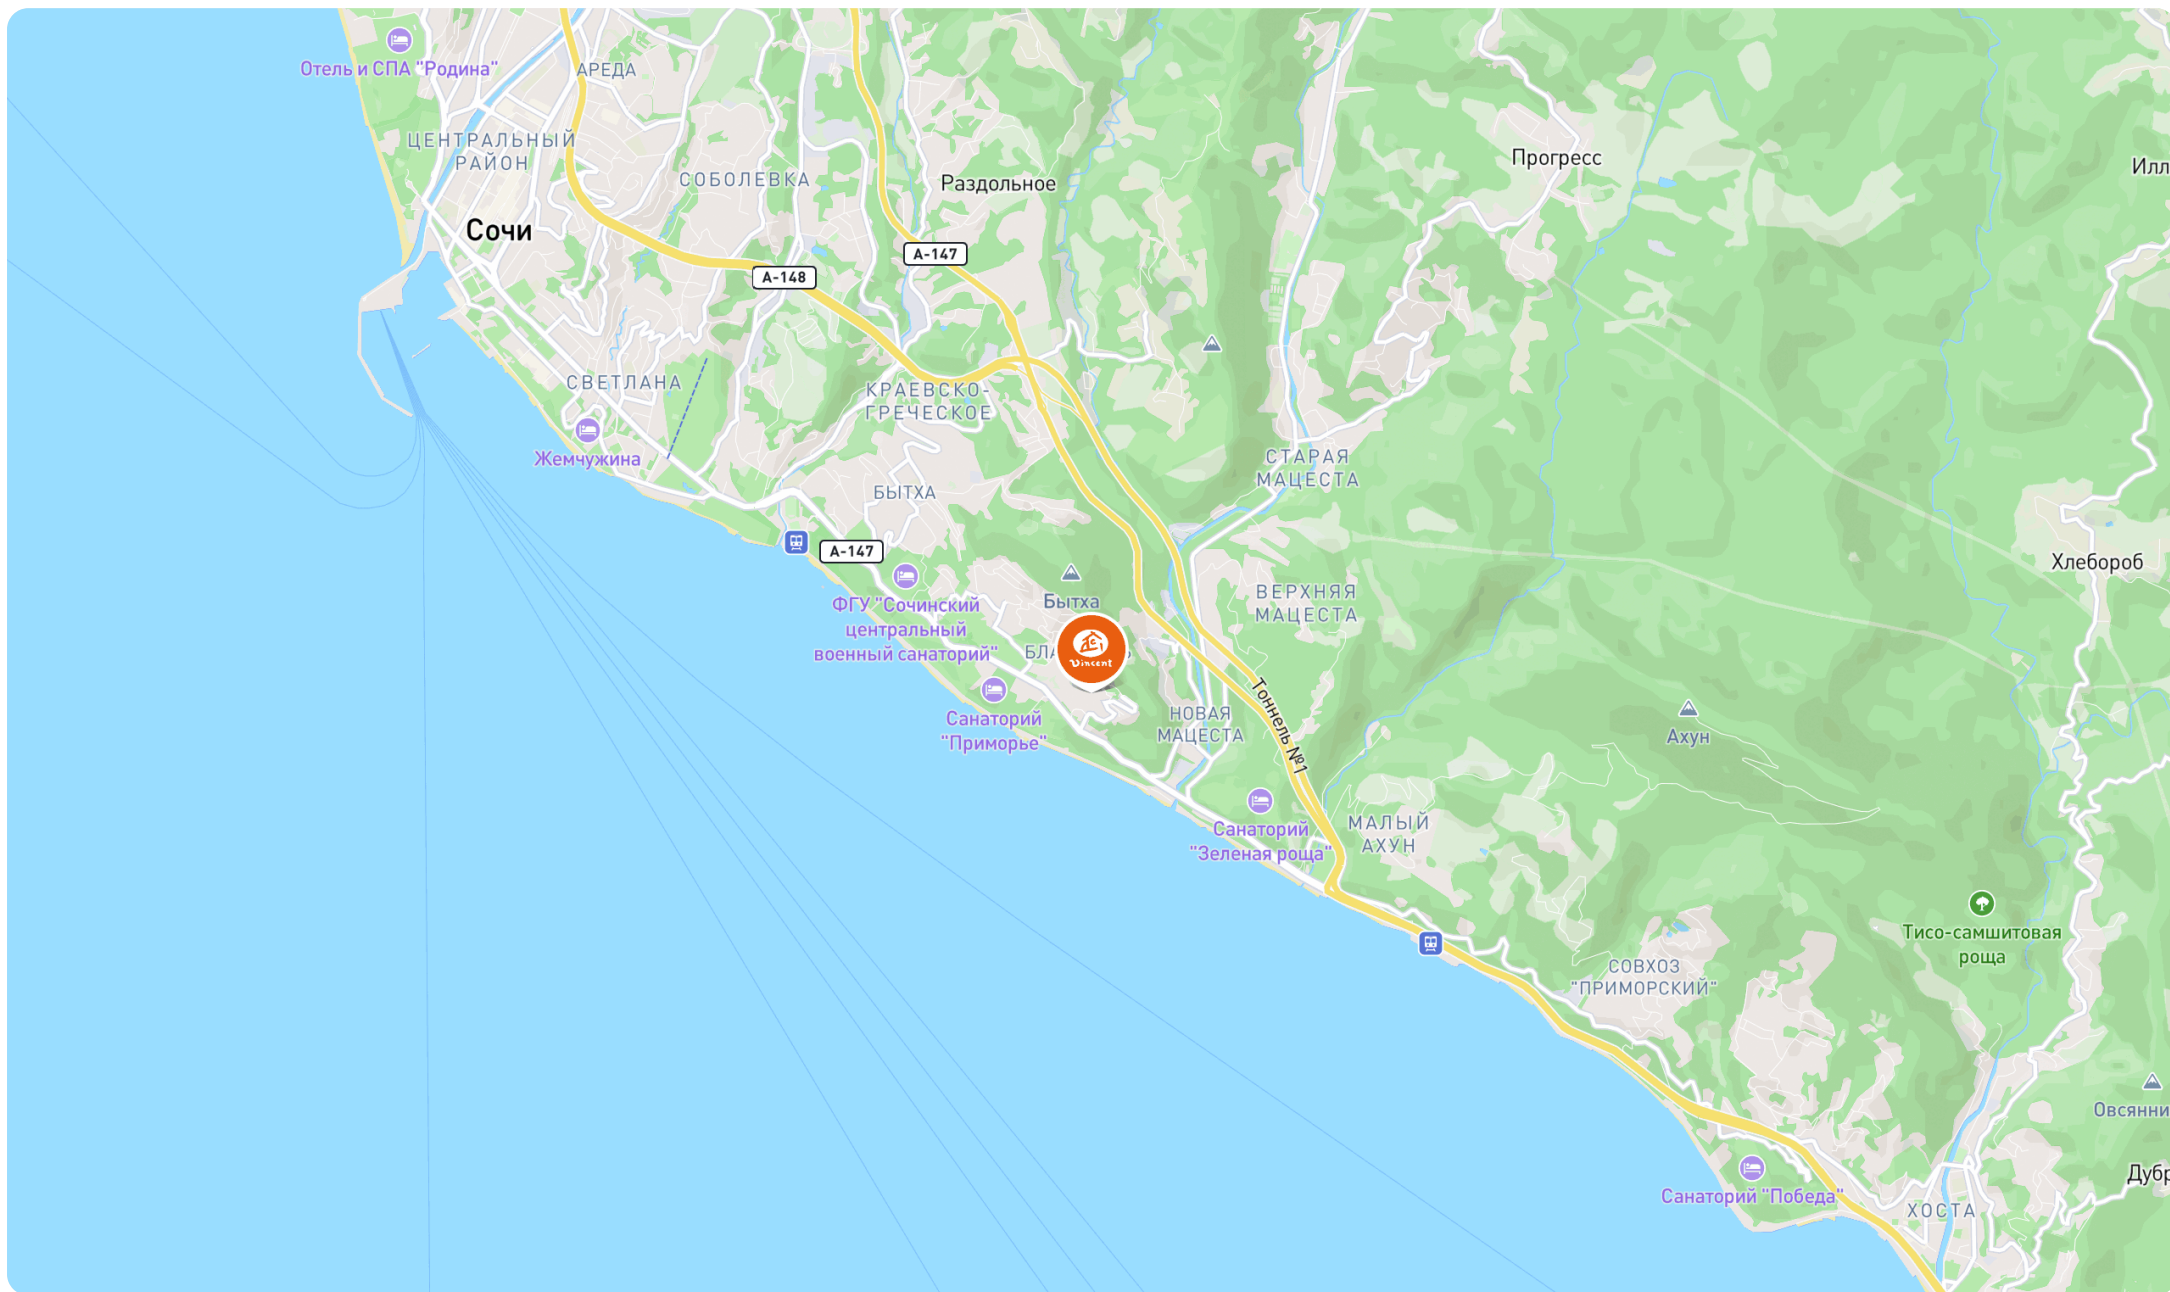 Отель и СПА "Родина"
АРЕДА
ЦЕНТРАЛЬНЫЙ
РАЙОН
СОБОЛЕВКА
Раздольное
Прогресс
Сочи
А-147
А-148
СВЕТЛАНА
КРАЕВСКО-
ГРЕЧЕСКОЕ
Жемчужина
СТАРАЯ
МАЦЕСТА
БЫТХА
А-147
Хлебороб
ФГУ "Сочинский
центральный
военный санаторий"
Бытха
ВЕРХНЯЯ
МАЦЕСТА
Vincent
Санаторий
"Приморье"
НОВАЯ
МАЦЕСТА
Тоннель №1
Ахун
Санаторий
"Зеленая роща"
МАЛЫЙ
АХУН
Тисо-самшитовая
роща
СОВХОЗ
"ПРИМОРСКИЙ"
Санаторий "Победа"
ХОСТА